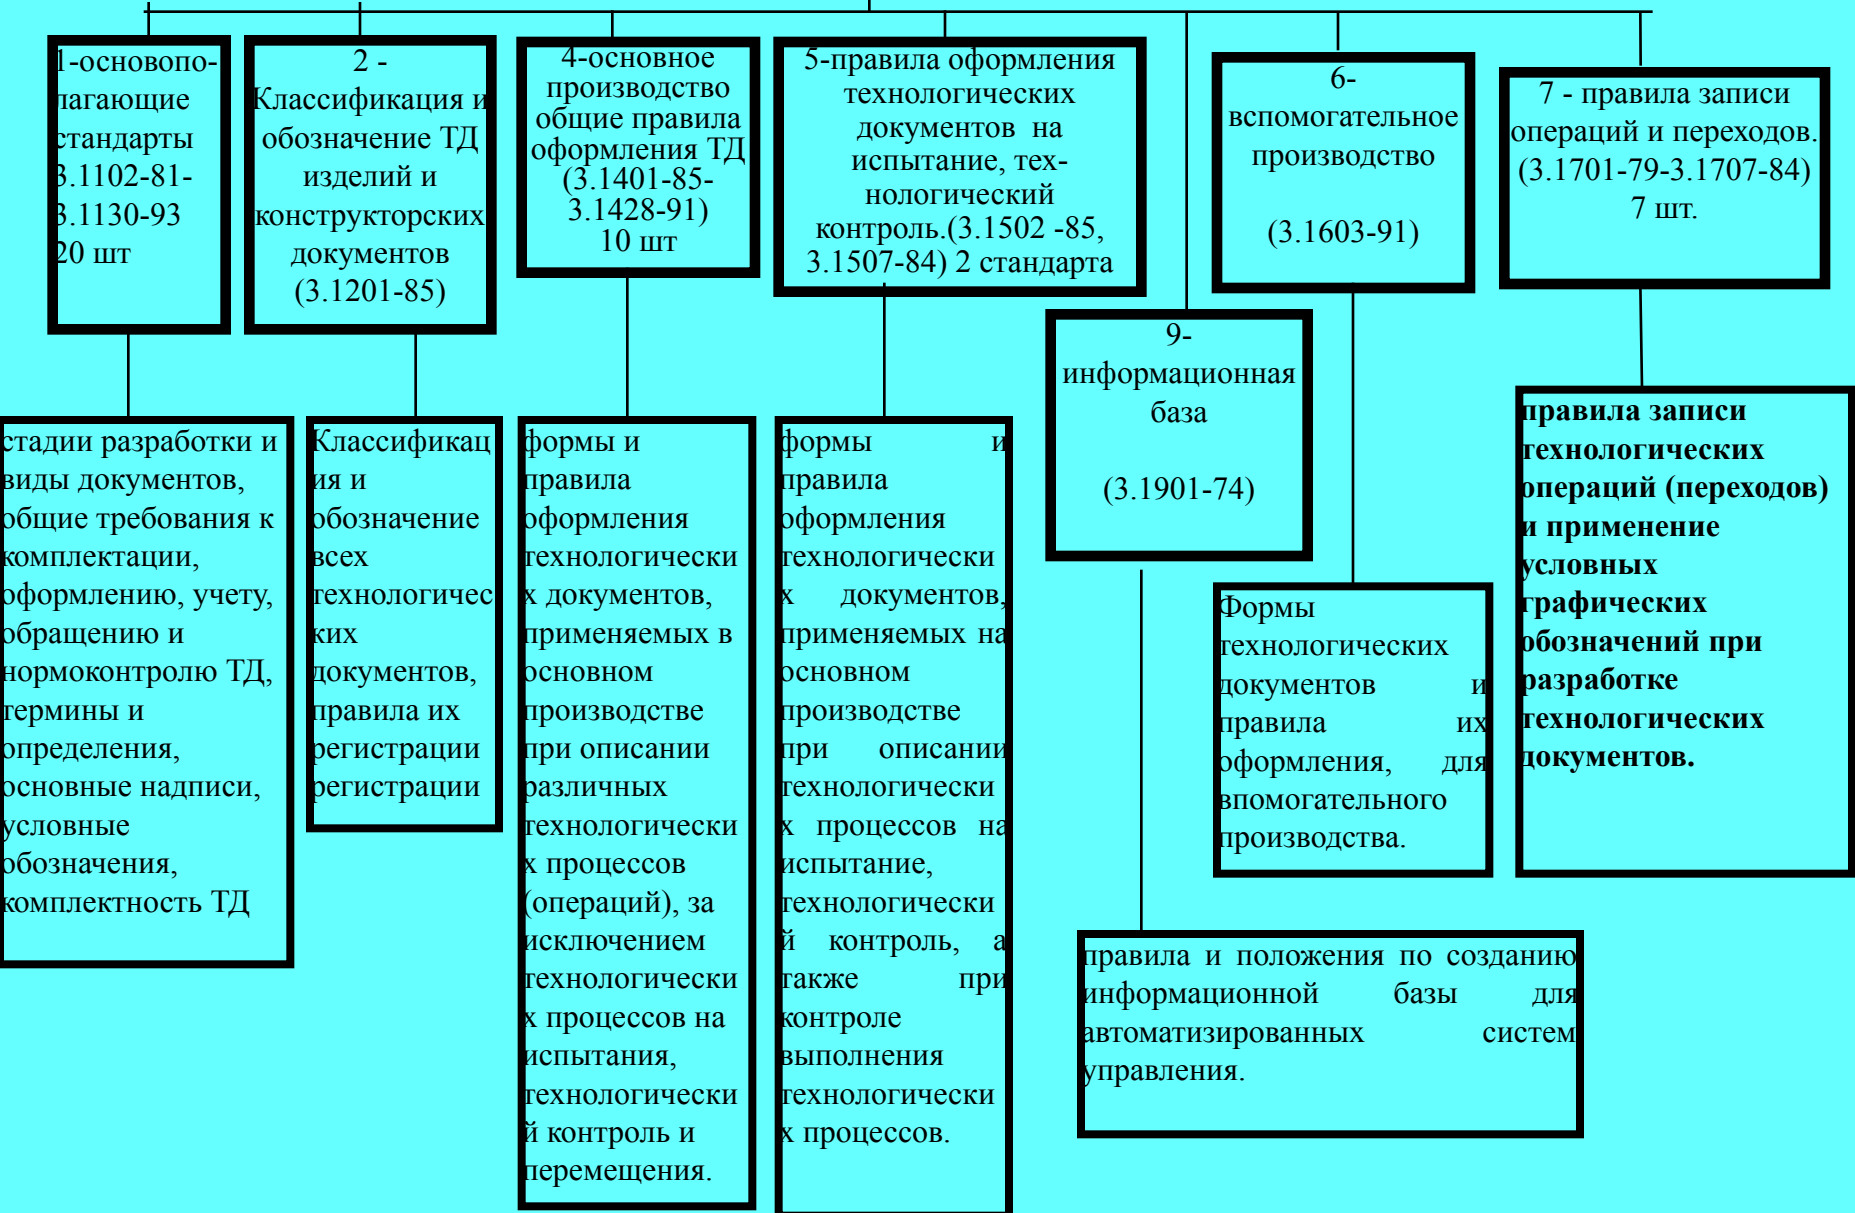 1-основопо-
лагающие
стандарты
3.1102-81-
3.1130-93
20 шт
2 -
Классификация и
обозначение ТД
изделий и
конструкторских
документов
(3.1201-85)
4-основное
производство
общие правила
оформления ТД
(3.1401-85-
3.1428-91)
10 шт
5-правила оформления
технологических
документов на
испытание, тех-
нологический
контроль.(3.1502 -85,
3.1507-84) 2 стандарта
6-
вспомогательное
производство
(3.1603-91)
7 - правила записи
операций и переходов.
(3.1701-79-3.1707-84)
7 шт.
9-
информационная
база
(3.1901-74)
стадии разработки и
виды документов,
общие требования к
комплектации,
оформлению, учету,
обращению и
нормоконтролю ТД,
термины и
определения,
основные надписи,
условные
обозначения,
комплектность ТД
Классификац
ия и
обозначение
всех
технологичес
ких
документов,
правила их
регистрации
регистрации
формы и
правила
оформления
технологически
х документов,
применяемых в
основном
производстве
при описании
различных
технологически
х процессов
(операций), за
исключением
технологически
х процессов на
испытания,
технологически
й контроль и
перемещения.
формы и
правила
оформления
технологически
х документов,
применяемых на
основном
производстве
при описании
технологически
х процессов на
испытание,
технологически
й контроль, а
также при
контроле
выполнения
технологически
х процессов.
Формы
технологических
документов и
правила их
оформления, для
впомогательного
производства.
правила записи
технологических
операций (переходов)
и применение
условных
графических
обозначений при
разработке
технологических
документов.
правила и положения по созданию
информационной базы для
автоматизированных систем
управления.